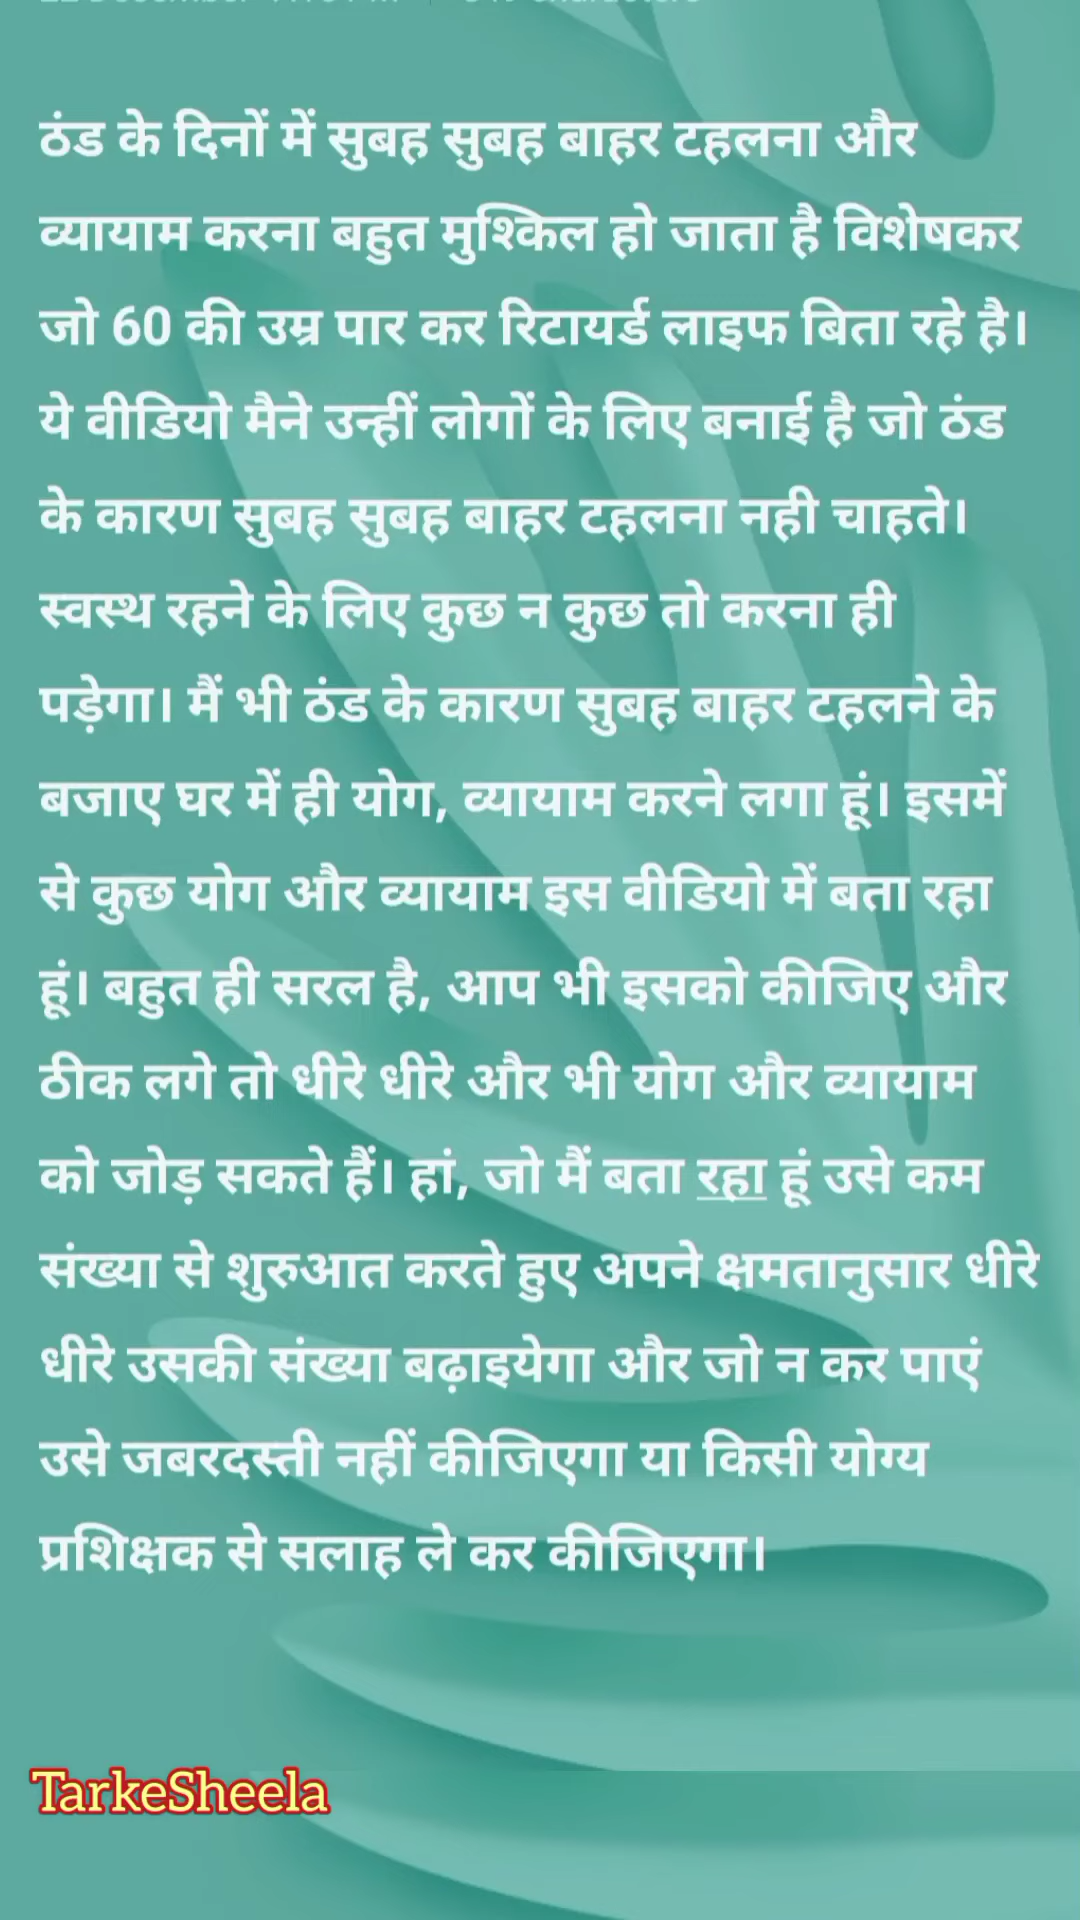 ठंड के दिनों में सुबह सुबह बाहर टहलना और
व्यायाम करना बहुत मुश्किल हो जाता है विशेषकर
जो 60 की उम्र पार कर रिटायर्ड लाइफ बिता रहे है।
ये वीडियो मैने उन्हीं लोगों के लिए बनाई है जो ठंड
के कारण सुबह सुबह बाहर टहलना नही चाहते।
स्वस्थ रहने के लिए कुछ न कुछ तो करना ही
पड़ेगा। मैं भी ठंड के कारण सुबह बाहर टहलने के
बजाए घर में ही योग, व्यायाम करने लगा हूं। इसमें
से कुछ योग और व्यायाम इस वीडियो में बता रहा
हूं। बहुत ही सरल है, आप भी इसको कीजिए और
ठीक लगे तो धीरे धीरे और भी योग और व्यायाम
को जोड़ सकते हैं। हां, जो मैं बता रहा हूं उसे कम
संख्या से शुरुआत करते हुए अपने क्षमतानुसार धीरे
धीरे उसकी संख्या बढ़ाइयेगा और जो न कर पाएं
उसे जबरदस्ती नहीं कीजिएगा या किसी योग्य
प्रशिक्षक से सलाह ले कर कीजिएगा।
TarkeSheela